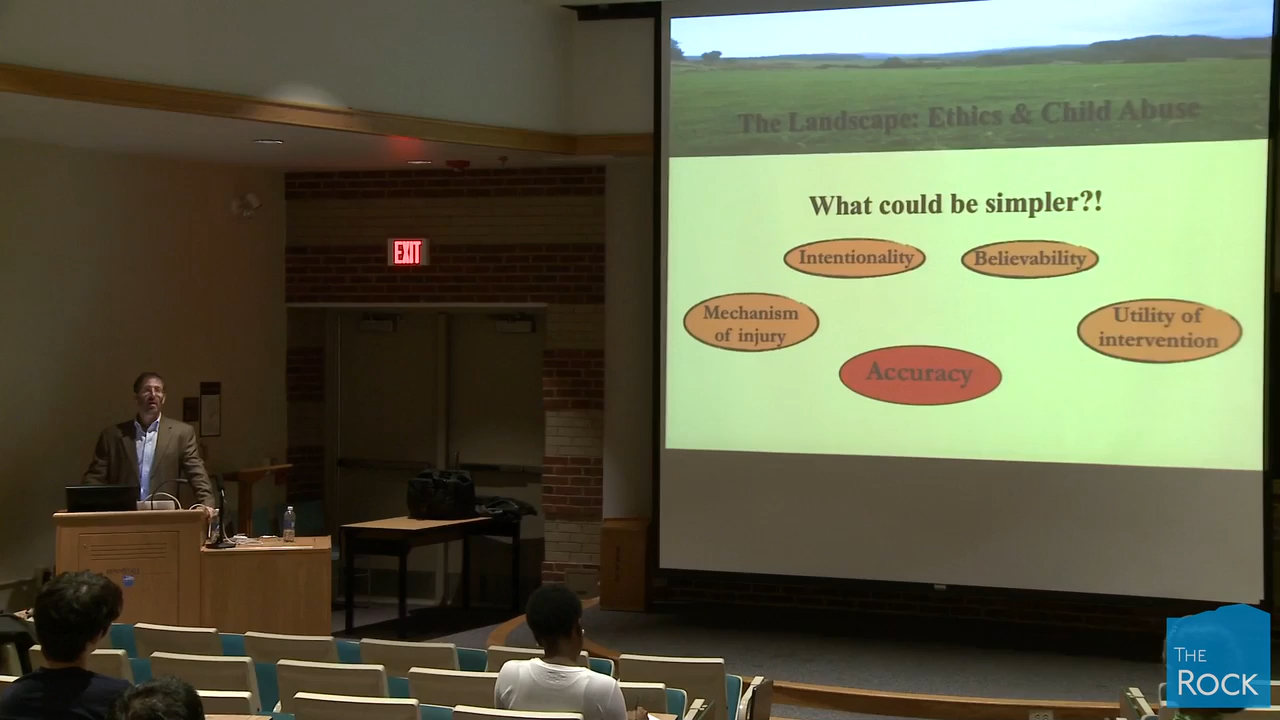 The Landscape: Ethics & Child Abuse
What could be simpler?!
Intentionality
Believability
Mechanism
of injury
Utility of
intervention
Accuracy
EXIT
THE
ROCK